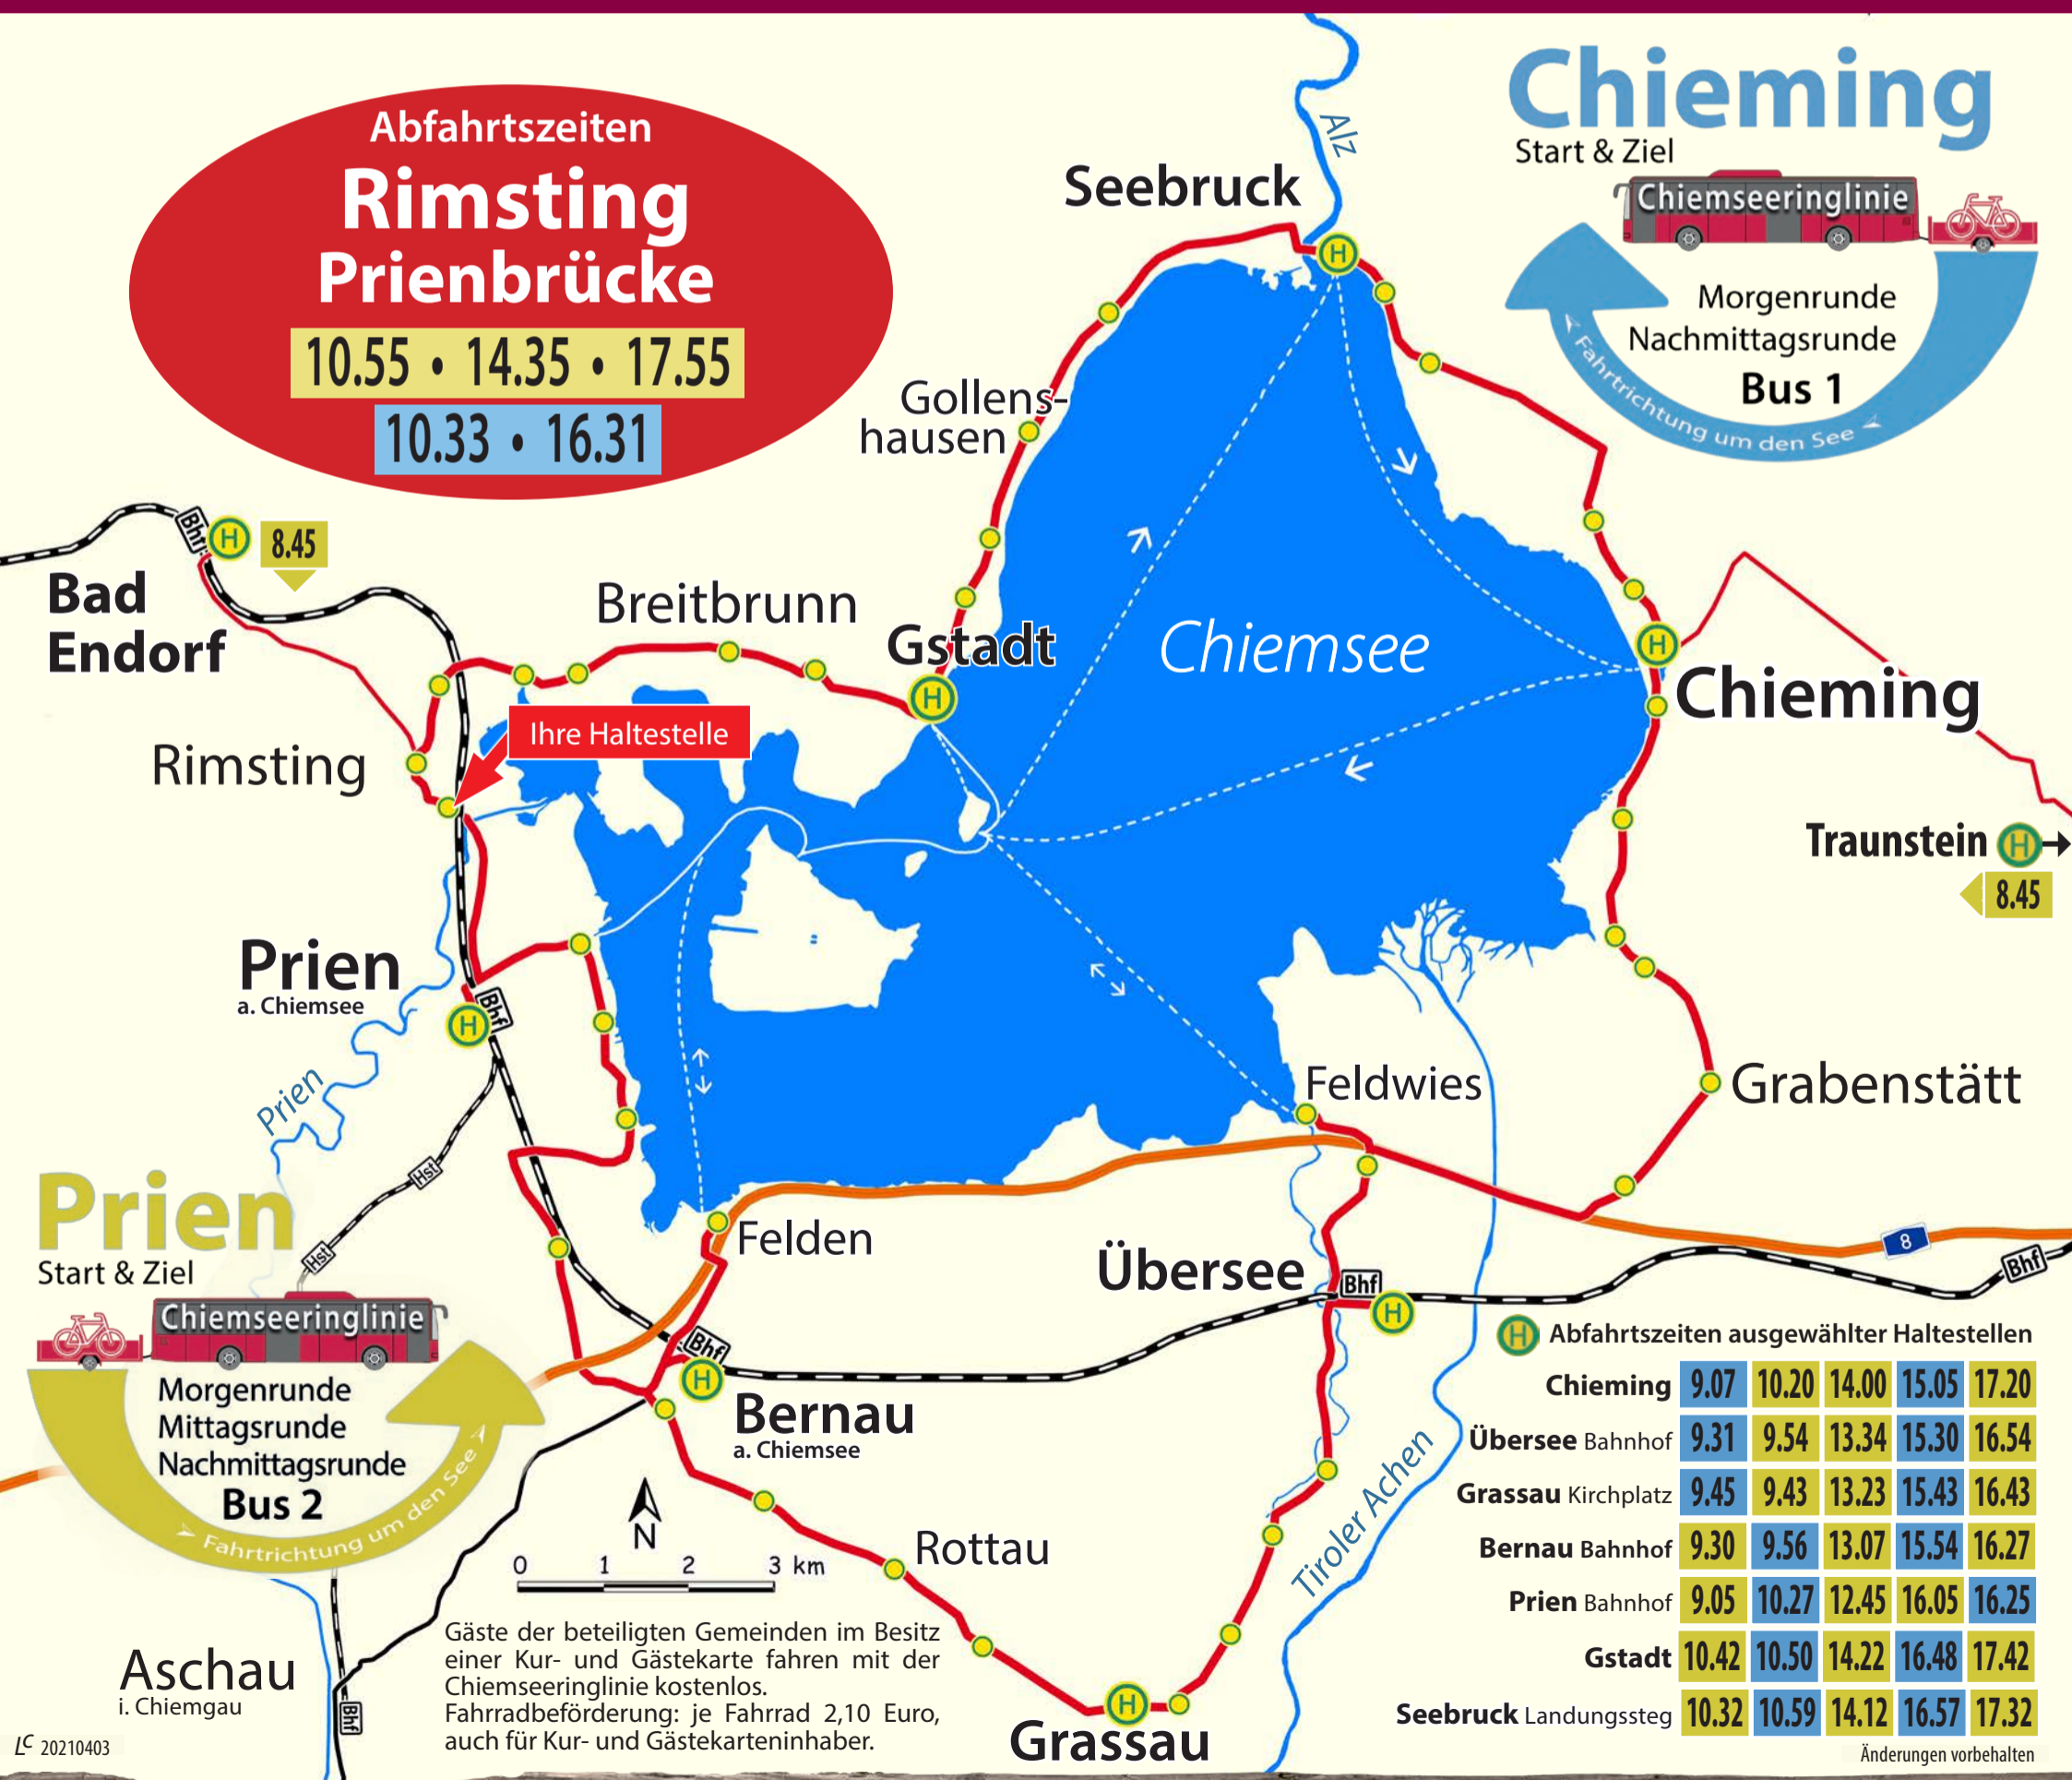 Abfahrtszeiten
Rimsting
Prienbrücke
10.55 • 14.35 • 17.55
10.33 • 16.31
Chieming
Start & Ziel
Chiemseeringlinie
Morgenrunde
Nachmittagsrunde
Bus 1
Fahrtrichtung um den See
Alz
Seebruck
Gollens-
hausen
Bhf
H
8.45
Bad
Endorf
Breitbrunn
Gstadt
H
H
Chiemsee
H
Chieming
Ihre Haltestelle
Rimsting
Traunstein H
8.45
Prien
a. Chiemsee
Bhf
H
Prien
Feldwies
Grabenstätt
Hst
Hst
Felden
Übersee
Bhf
H
8
Bhf
Prien
Start & Ziel
Chiemseeringlinie
Morgenrunde
Mittagsrunde
Nachmittagsrunde
Bus 2
Fahrtrichtung um den See
Bhf
H
Bernau
a. Chiemsee
N
0 1 2 3 km
Rottau
Tiroler Achen
Aschau
i. Chiemgau
Bhf
H
Grassau
Gäste der beteiligten Gemeinden im Besitz
einer Kur- und Gästekarte fahren mit der
Chiemseeringlinie kostenlos.
Fahrradbeförderung: je Fahrrad 2,10 Euro,
auch für Kur- und Gästekarteninhaber.
H Abfahrtszeiten ausgewählter Haltestellen
Chieming 9.07 10.20 14.00 15.05 17.20
Übersee Bahnhof 9.31 9.54 13.34 15.30 16.54
Grassau Kirchplatz 9.45 9.43 13.23 15.43 16.43
Bernau Bahnhof 9.30 9.56 13.07 15.54 16.27
Prien Bahnhof 9.05 10.27 12.45 16.05 16.25
Gstadt 10.42 10.50 14.22 16.48 17.42
Seebruck Landungssteg 10.32 10.59 14.12 16.57 17.32
Änderungen vorbehalten
LC 20210403